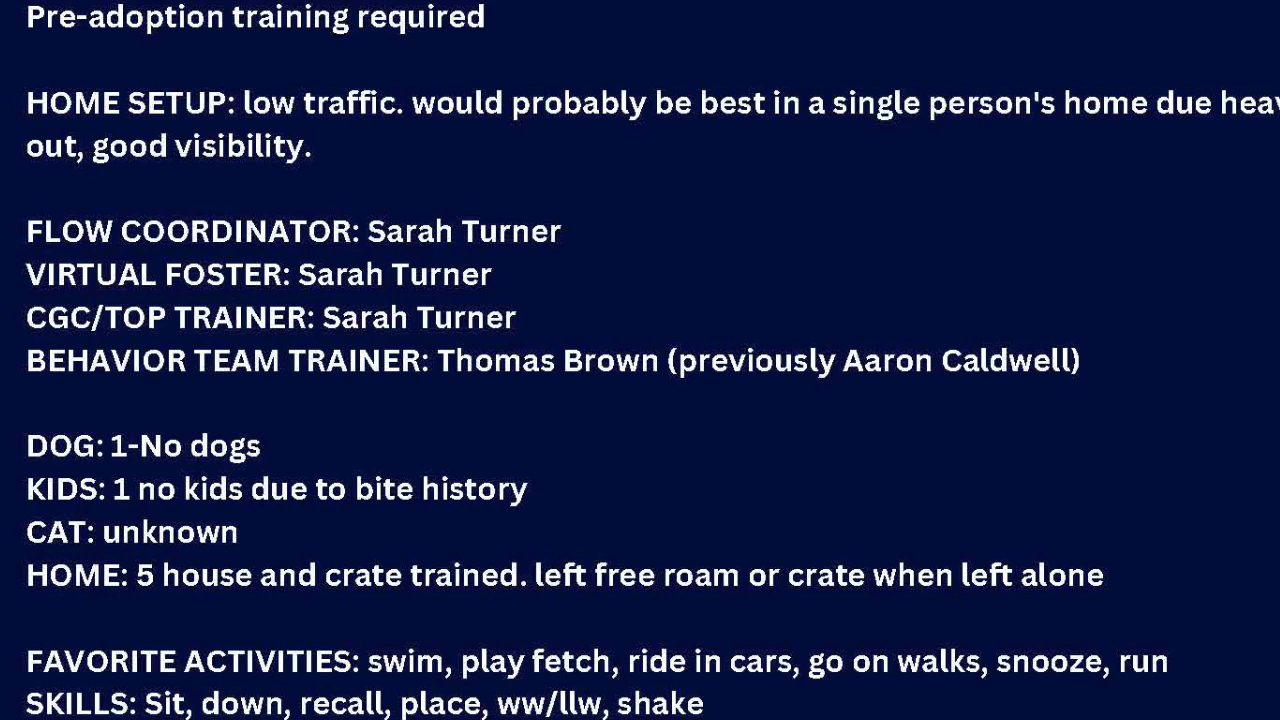 Pre-adoption training required
HOME SETUP: low traffic. would probably be best in a single person's home due
out, good visibility.
FLOW COORDINATOR: Sarah Turner
VIRTUAL FOSTER: Sarah Turner
CGC/TOP TRAINER: Sarah Turner
BEHAVIOR TEAM TRAINER: Thomas Brown (previously Aaron Caldwell)
DOG: 1-No dogs
KIDS: 1 no kids due to bite history
CAT: unknown
HOME: 5 house and crate trained. left free roam or crate when left alone
FAVORITE ACTIVITIES: swim, play fetch, ride in cars, go on walks, snooze, run
SKILLS: Sit, down, recall, place, ww/llw, shake